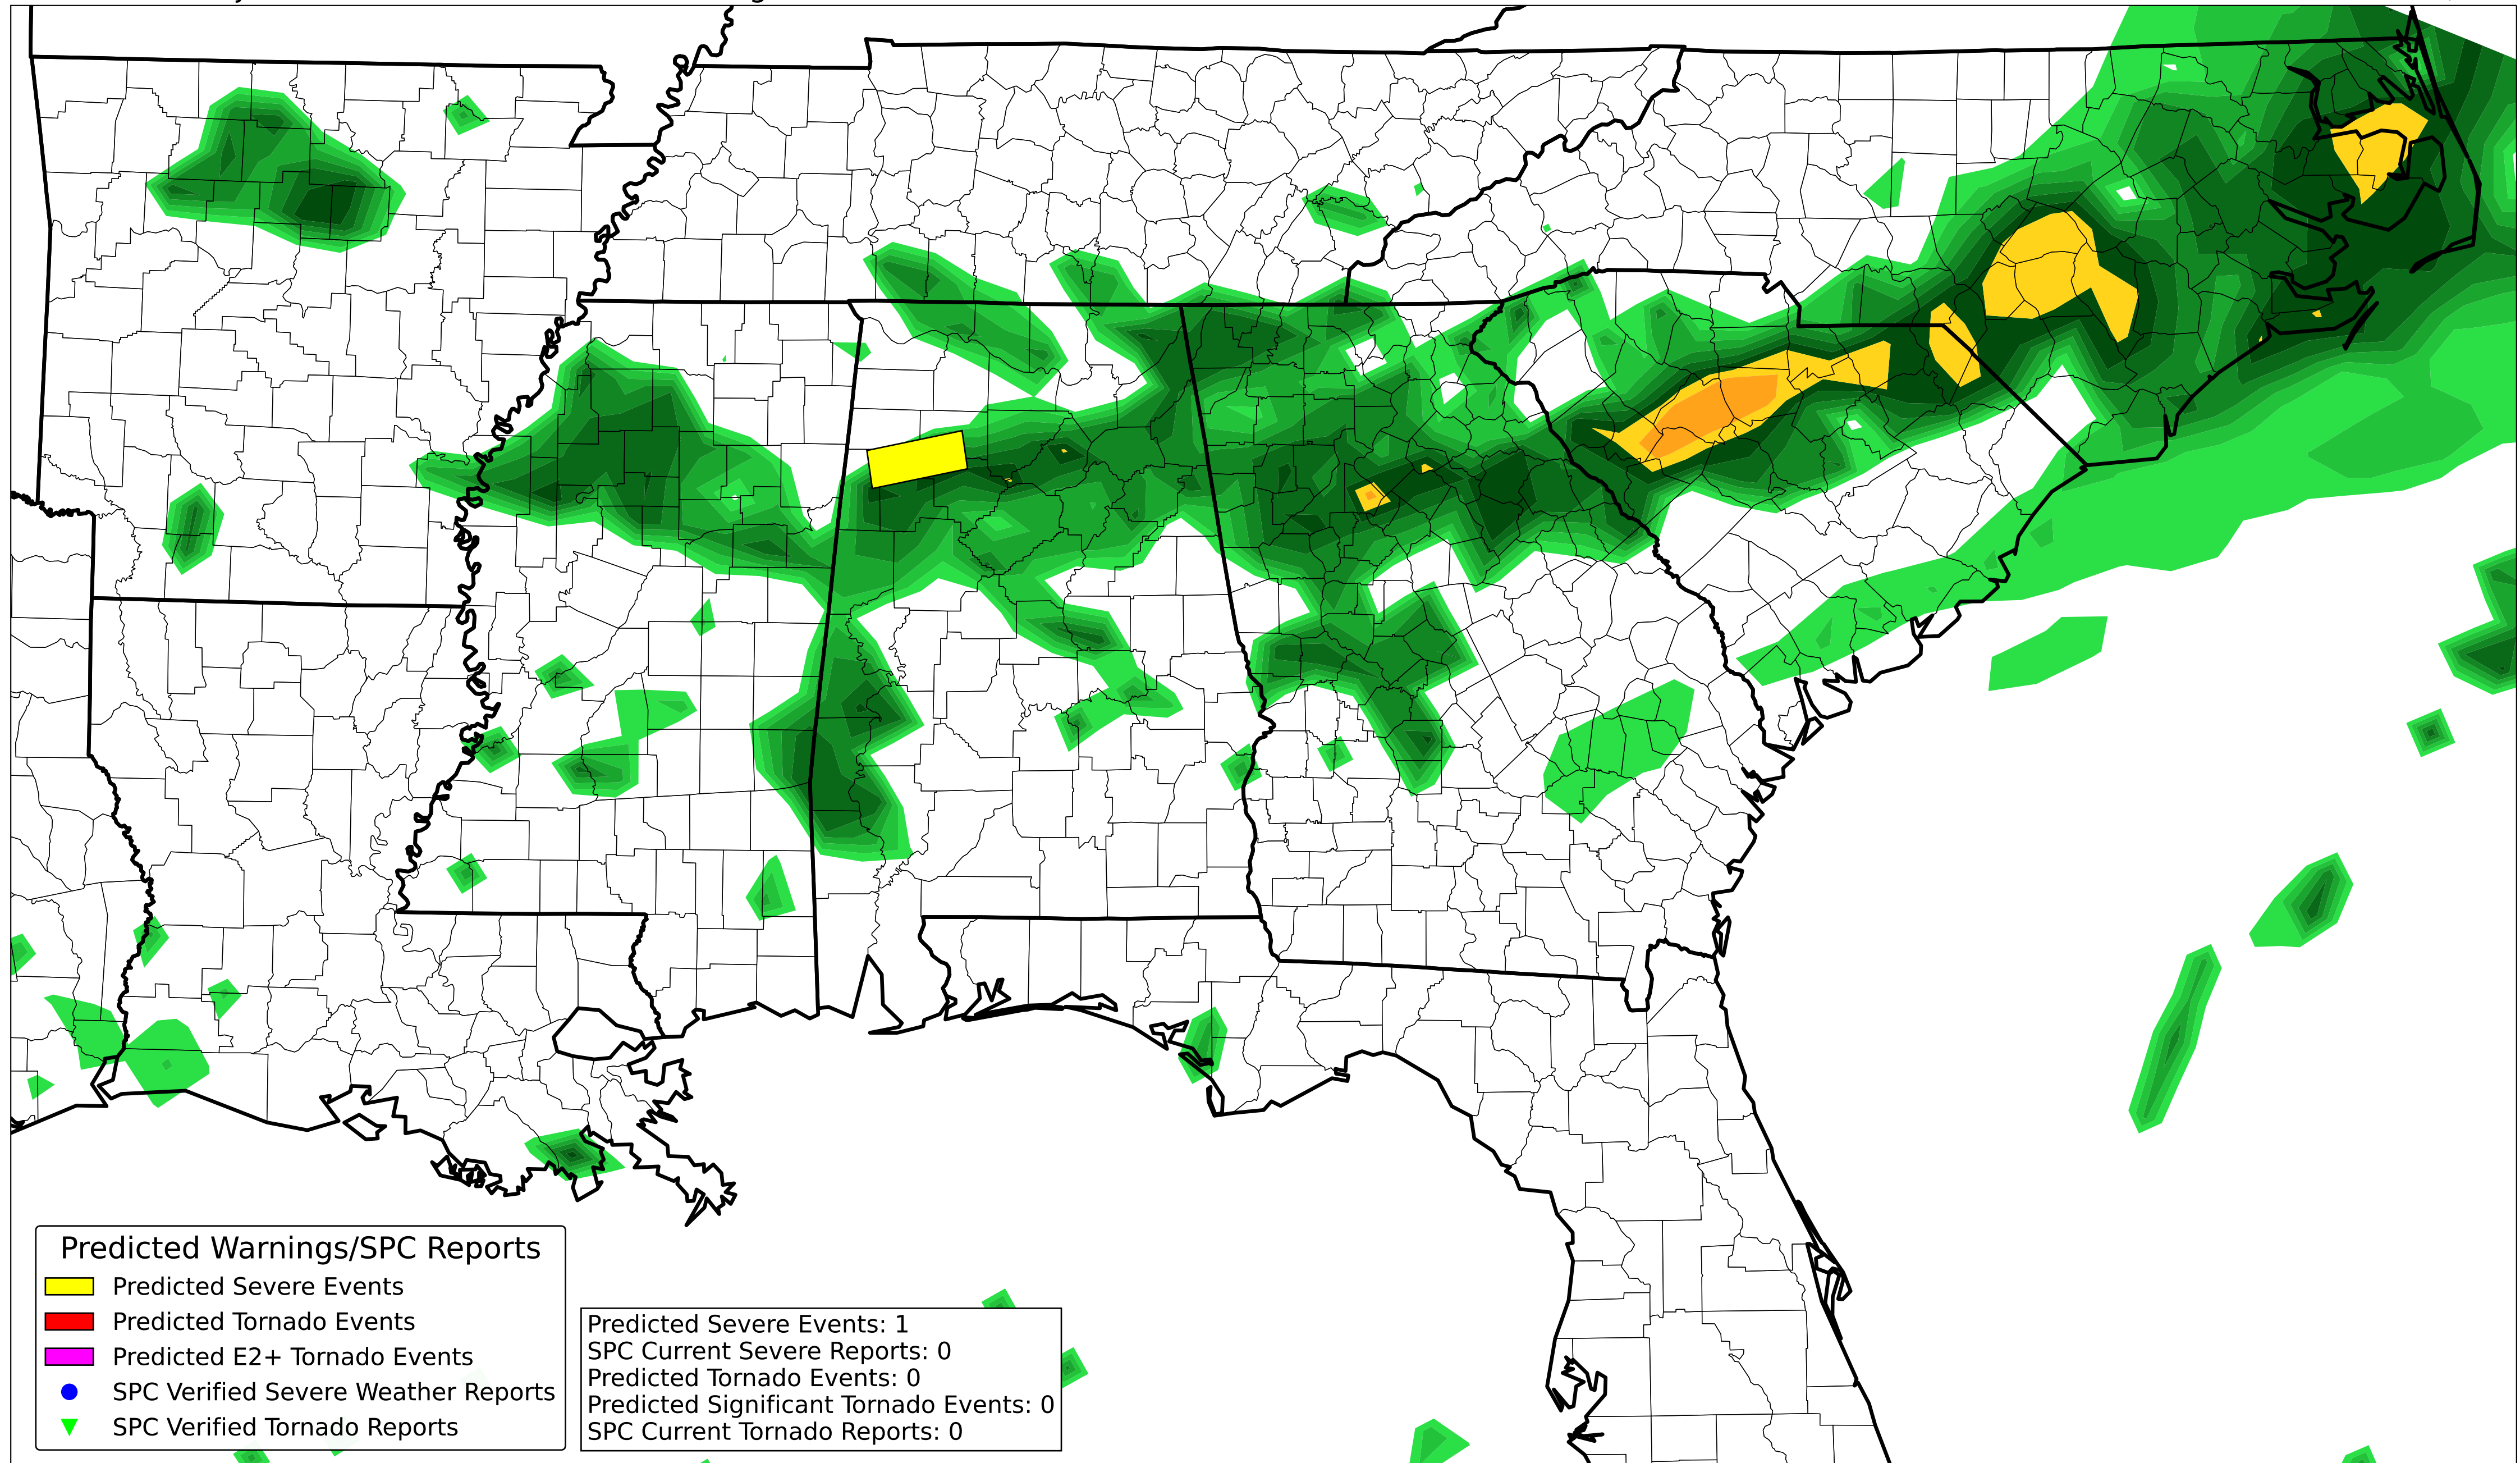 Predicted Warnings/SPC Reports
Predicted Severe Events
Predicted Tornado Events
Predicted E2+ Tornado Events
SPC Verified Severe Weather Reports
SPC Verified Tornado Reports
Predicted Severe Events: 1
SPC Current Severe Reports: 0
Predicted Tornado Events: 0
Predicted Significant Tornado Events: 0
SPC Current Tornado Reports: 0